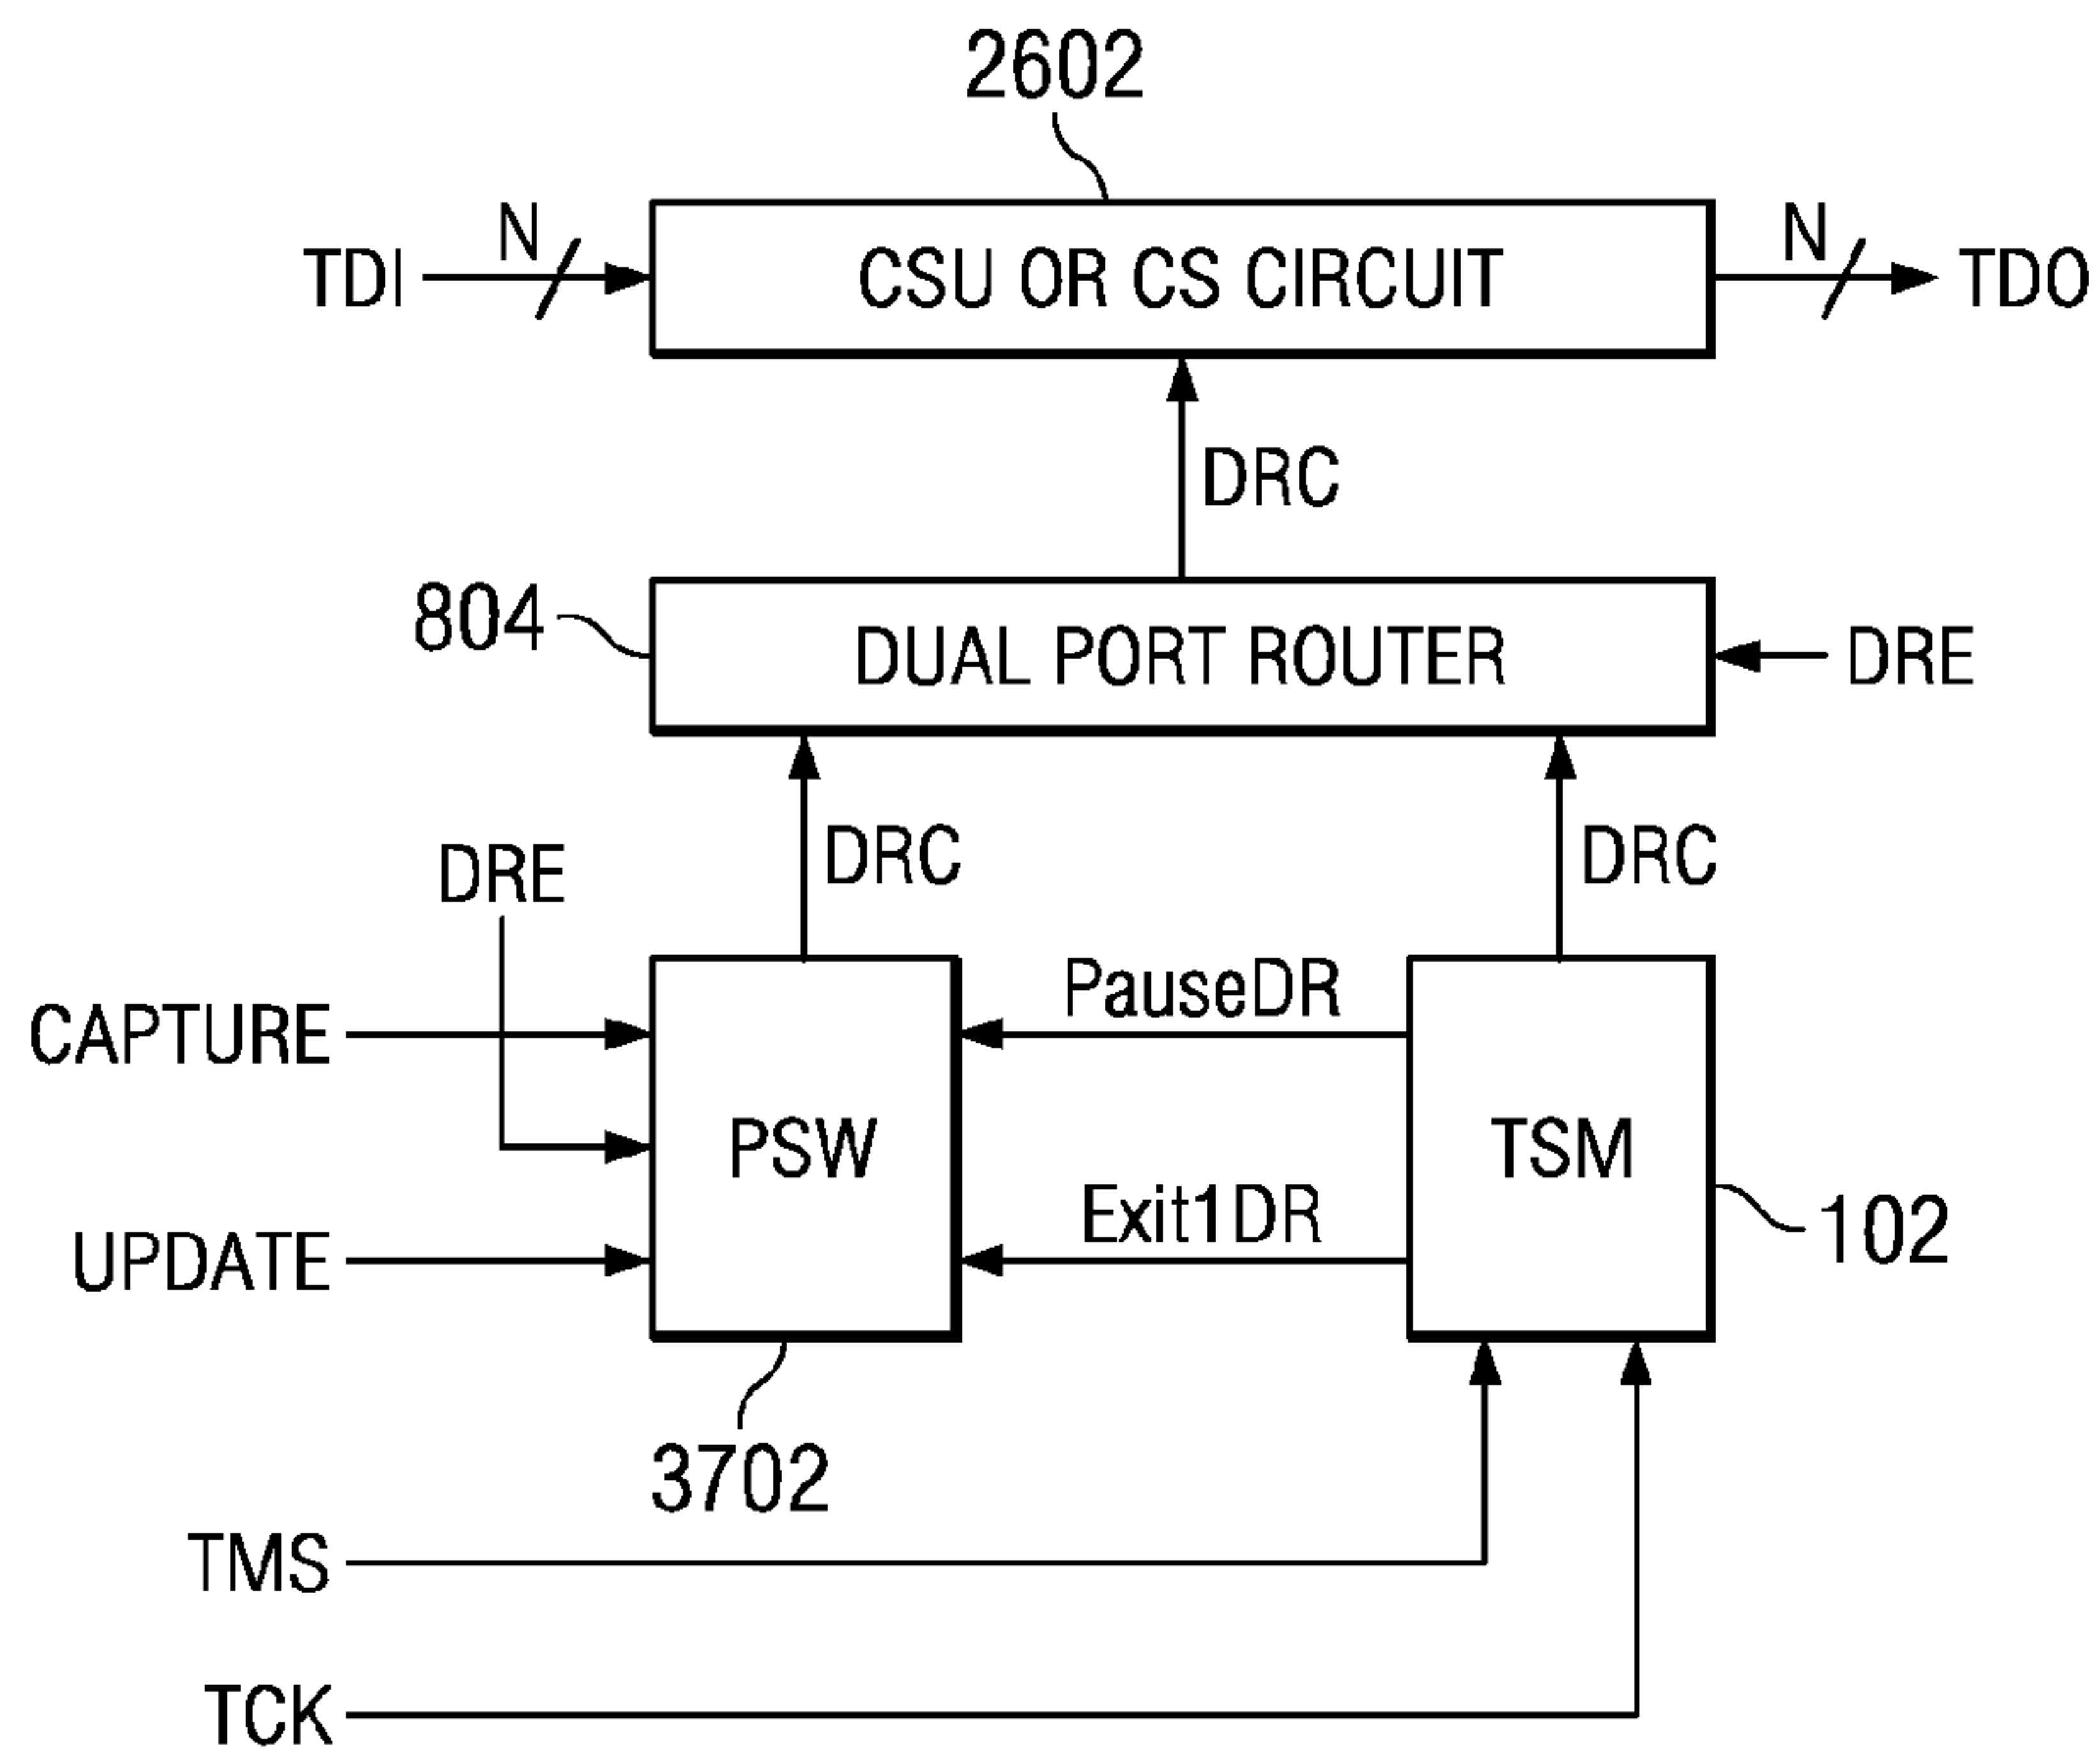 2602
N
N
TDI
CSU OR CS CIRCUIT
TDO
DRC
804
DUAL PORT ROUTER
DRE
DRC
DRC
DRE
PauseDR
CAPTURE
PSW
TSM
Exit1DR
102
UPDATE
3702
TMS
TCK